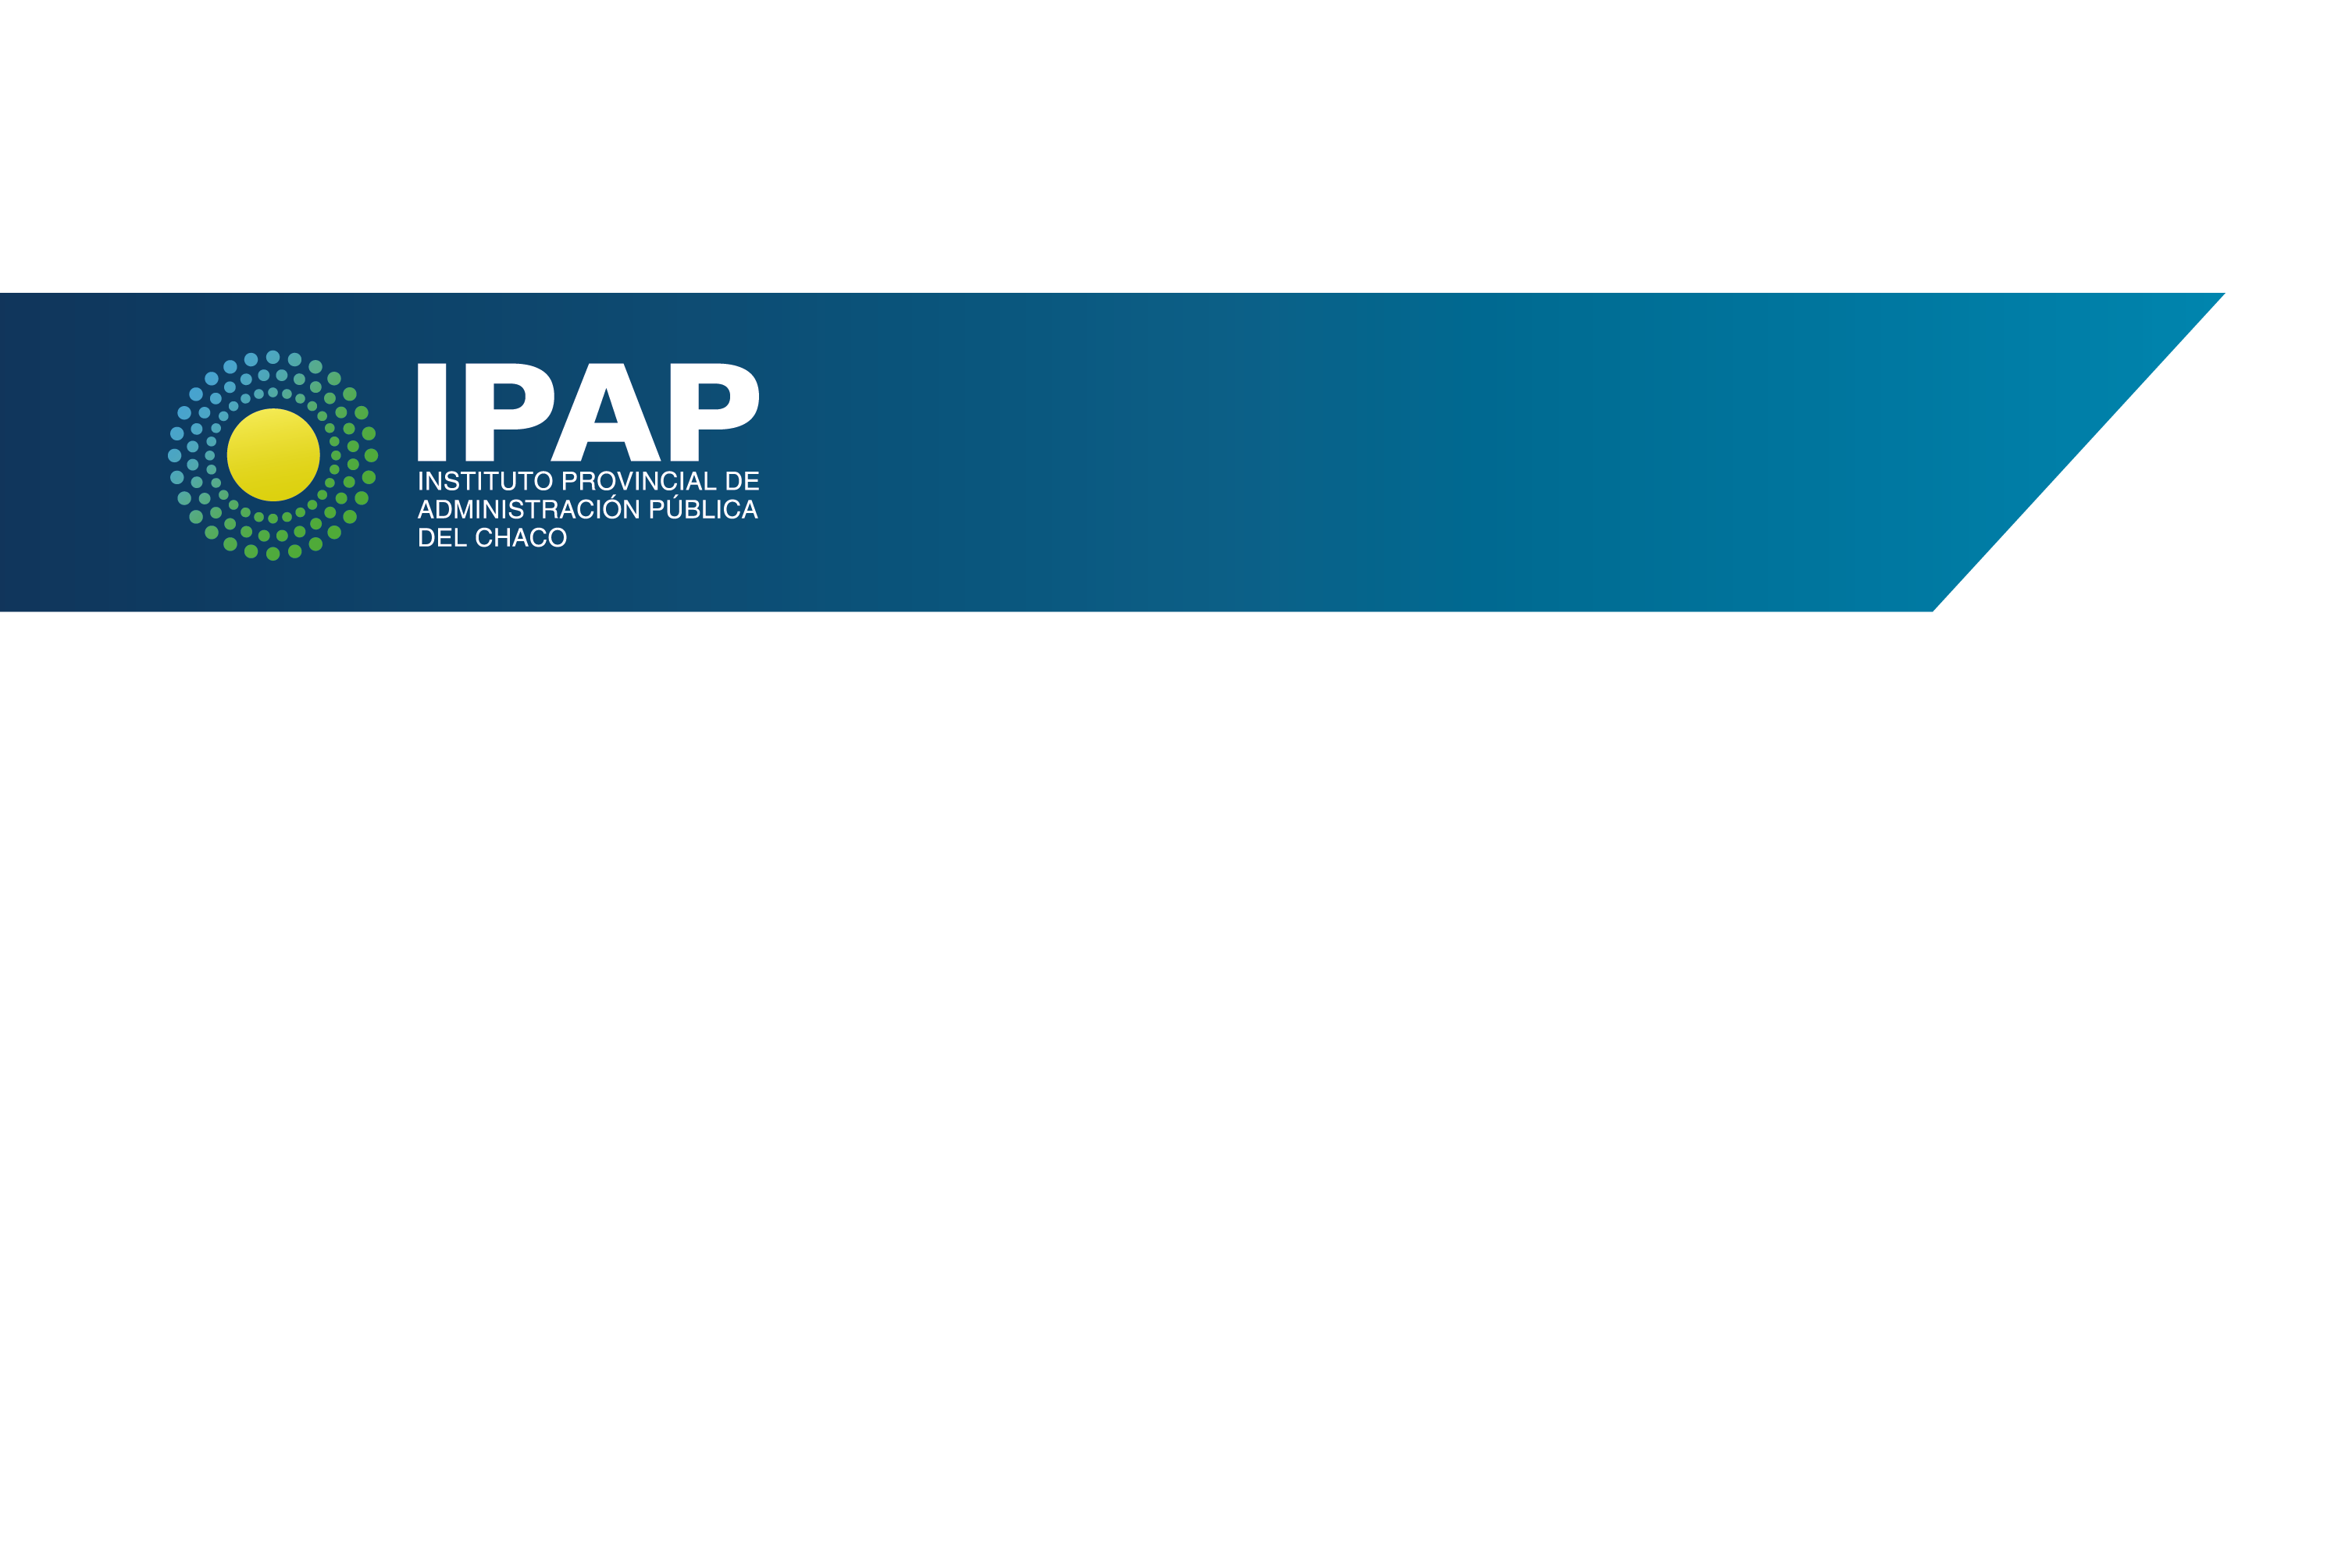 IPAP
INSTITUTO PROVINCIAL DE
ADMINISTRACIÓN PÚBLICA
DEL CHACO